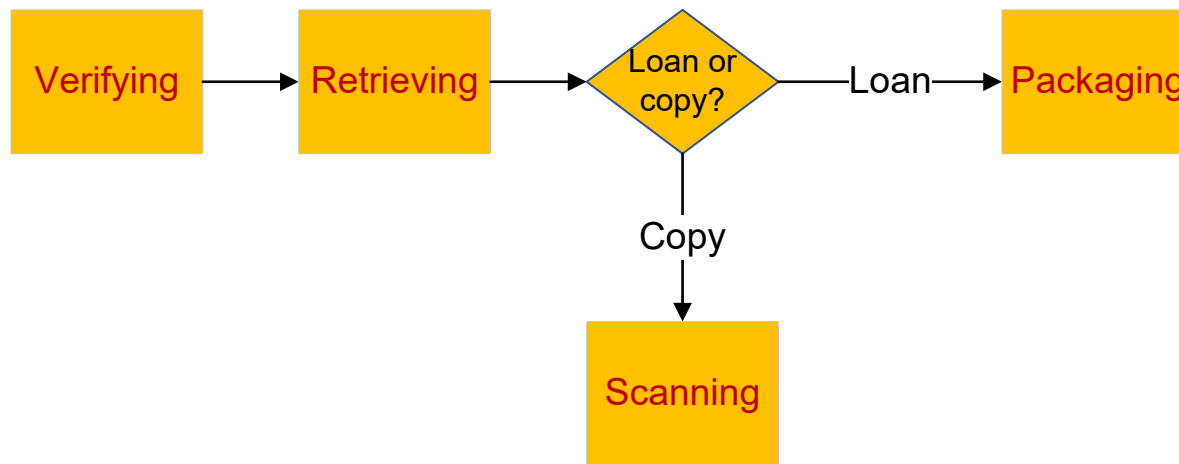 Verifying
Retrieving
Loan or
copy?
Loan
Packaging
Copy
Scanning